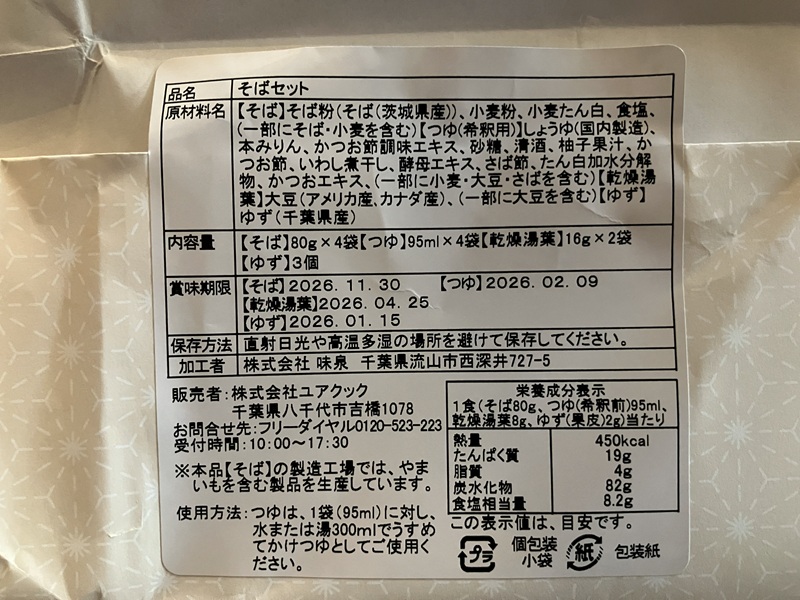 品名 そばセット
原材料名 【そば】そば粉(そば(茨城県産))、小麦粉、小麦たん白、食塩、
(一部にそば・小麦を含む)【つゆ(希釈用)】しょうゆ(国内製造)、
本みりん、かつお節調味エキス、砂糖、清酒、柚子果汁、か
つお節、いわし煮干し、酵母エキス、さば節、たん白加水分解
物、かつおエキス、(一部に小麦・大豆・さばを含む)【乾燥湯
葉】大豆(アメリカ産、カナダ産)、(一部に大豆を含む)【ゆず】
ゆず(千葉県産)
内容量 【そば】80g×4袋【つゆ】95ml×4袋【乾燥湯葉】16g×2袋
【ゆず】3個
賞味期限 【そば】2026. 11. 30 【つゆ】2026. 02. 09
【乾燥湯葉】2026. 04. 25
【ゆず】2026. 01. 15
保存方法 直射日光や高温多湿の場所を避けて保存してください。
加工者 株式会社 味泉 千葉県流山市西深井727-5
販売者:株式会社ユアクック
千葉県八千代市吉橋1078
お問合せ先:フリーダイヤル0120-523-223
受付時間:10:00~17:30
※本品【そば】の製造工場では、やま
いもを含む製品を生産しています。
使用方法:つゆは、1袋(95ml)に対し、
水または湯300mlでうすめ
てかけつゆとしてご使用く
ださい。
栄養成分表示
1食(そば80g、つゆ(希釈前)95ml、
乾燥湯葉8g、ゆず(果皮)2g)当たり
熱量 450kcal
たんぱく質 19g
脂質 4g
炭水化物 82g
食塩相当量 8.2g
この表示値は、目安です。
プラ 個包装 紙 包装紙
小袋